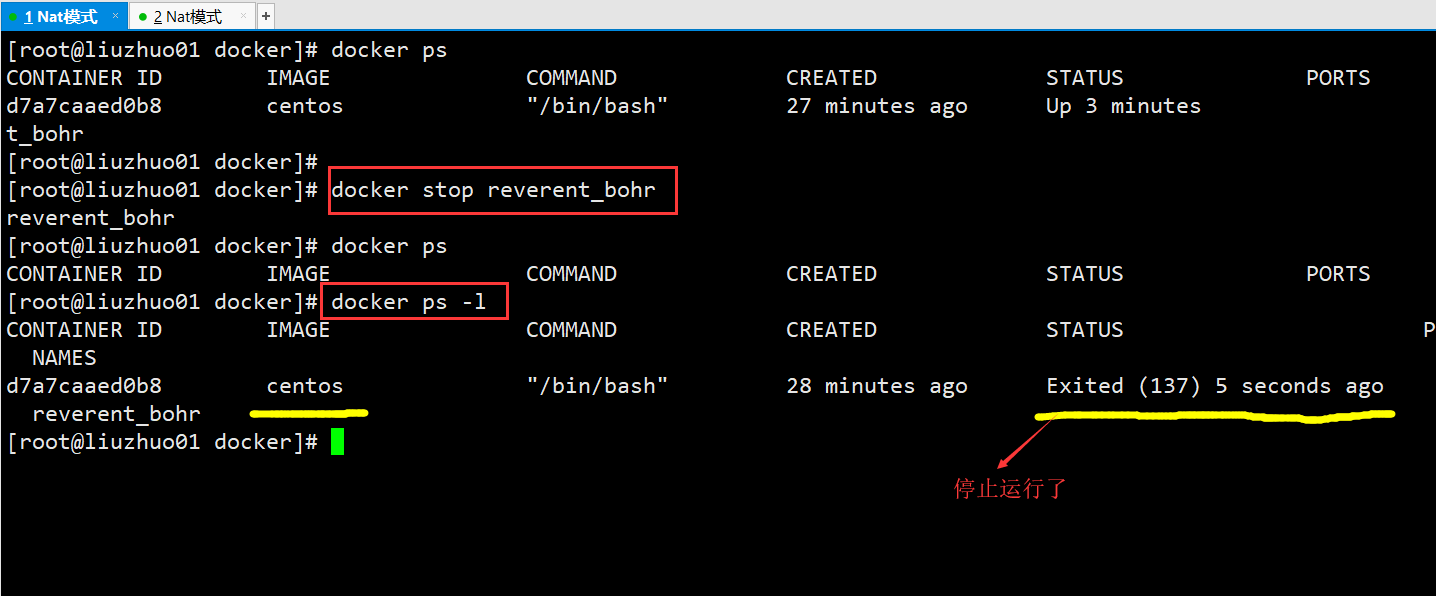 1 Nat模式 × 2 Nat模式 × +
[root@liuzhuo01 docker]# docker ps
CONTAINER ID IMAGE COMMAND CREATED STATUS PORTS
d7a7caaed0b8 centos "/bin/bash" 27 minutes ago Up 3 minutes
t_bohr
[root@liuzhuo01 docker]#
[root@liuzhuo01 docker]# docker stop reverent_bohr
reverent_bohr
[root@liuzhuo01 docker]# docker ps
CONTAINER ID IMAGE COMMAND CREATED STATUS PORTS
[root@liuzhuo01 docker]# docker ps -l
CONTAINER ID IMAGE COMMAND CREATED STATUS P
NAMES
d7a7caaed0b8 centos "/bin/bash" 28 minutes ago Exited (137) 5 seconds ago
reverent_bohr
[root@liuzhuo01 docker]#
停止运行了